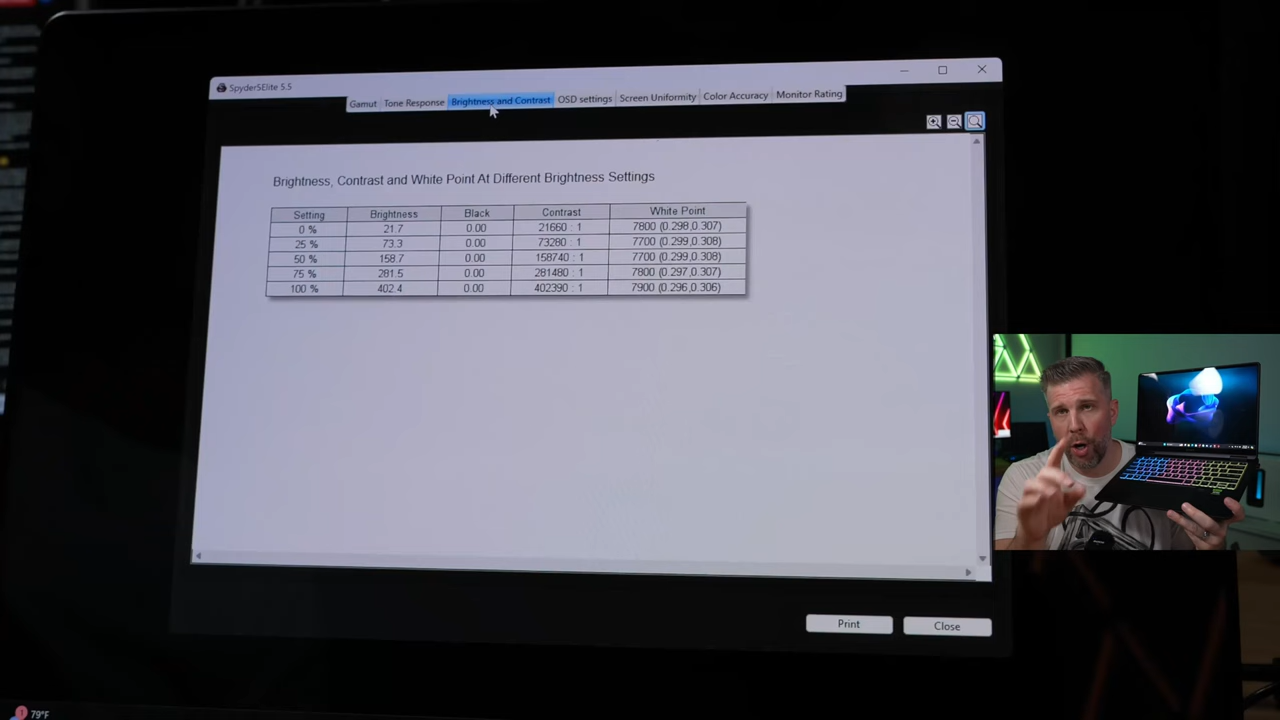 Spyder5Elite 5.5
Gamut Tone Response Brightness and Contrast OSD settings Screen Uniformity Color Accuracy Monitor Rating
Brightness, Contrast and White Point At Different Brightness Settings
Setting Brightness Black Contrast White Point
0 % 21.7 0.00 21660 : 1 7800 (0.298,0.307)
25 % 73.3 0.00 73280 : 1 7700 (0.299,0.308)
50 % 158.7 0.00 158740 : 1 7700 (0.299,0.308)
75 % 281.5 0.00 281480 : 1 7800 (0.297,0.307)
100 % 402.4 0.00 402390 : 1 7900 (0.296,0.306)
Print Close
1 79°F